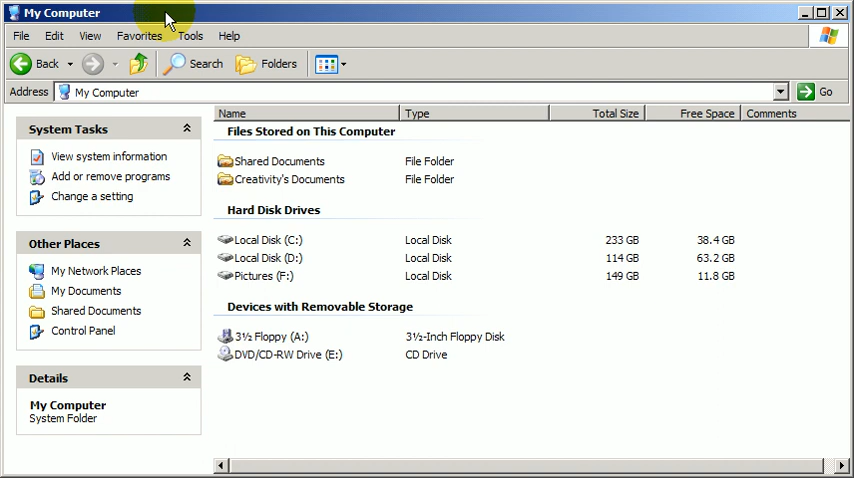 My Computer
File Edit View Favorites Tools Help
Back Search Folders
Address My Computer Go
System Tasks
View system information
Add or remove programs
Change a setting
Other Places
My Network Places
My Documents
Shared Documents
Control Panel
Details
My Computer
System Folder
Name Type Total Size Free Space Comments
Files Stored on This Computer
Shared Documents File Folder
Creativity's Documents File Folder
Hard Disk Drives
Local Disk (C:) Local Disk 233 GB 38.4 GB
Local Disk (D:) Local Disk 114 GB 63.2 GB
Pictures (F:) Local Disk 149 GB 11.8 GB
Devices with Removable Storage
3½ Floppy (A:) 3½-Inch Floppy Disk
DVD/CD-RW Drive (E:) CD Drive